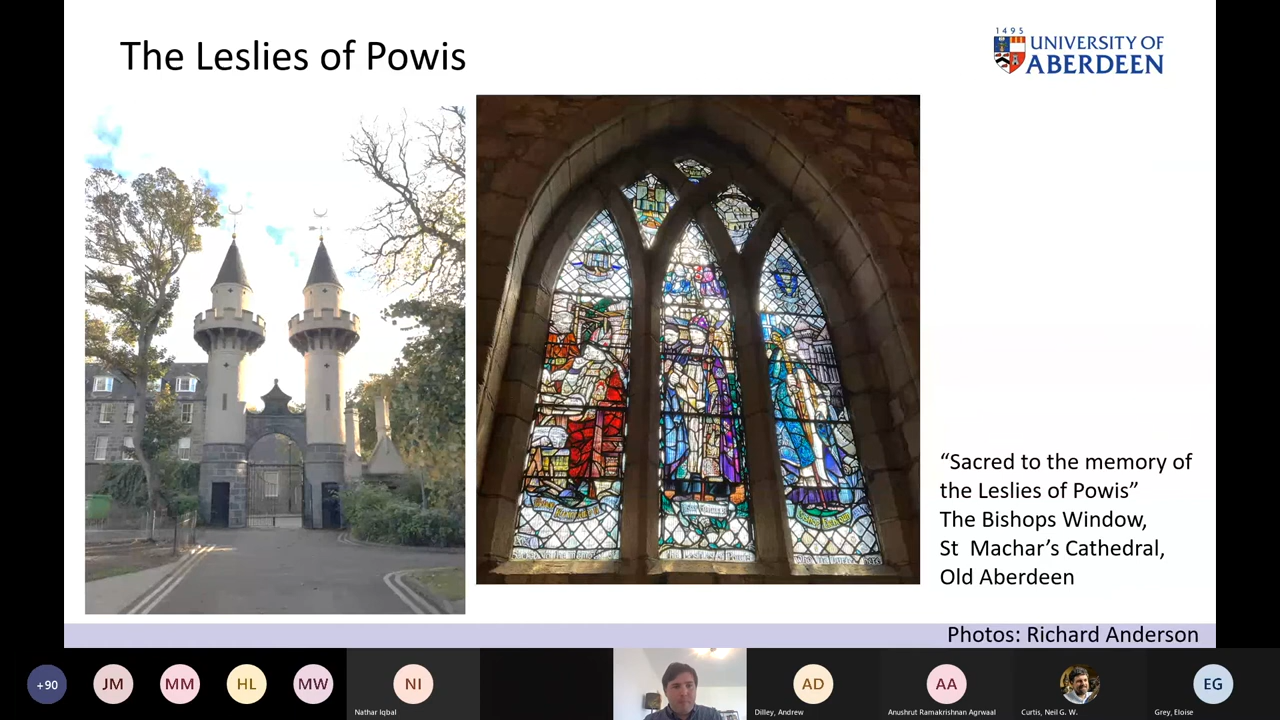 The Leslies of Powis
1495
UNIVERSITY OF
ABERDEEN
“Sacred to the memory of
the Leslies of Powis”
The Bishops Window,
St  Machar’s Cathedral,
Old Aberdeen
Photos: Richard Anderson
+90
JM
MM
HL
MW
NI
AD
AA
EG
Nathar Iqbal
Dilley, Andrew
Anushrut Ramakrishnan Agrwaal
Curtis, Neil G. W.
Grey, Eloise